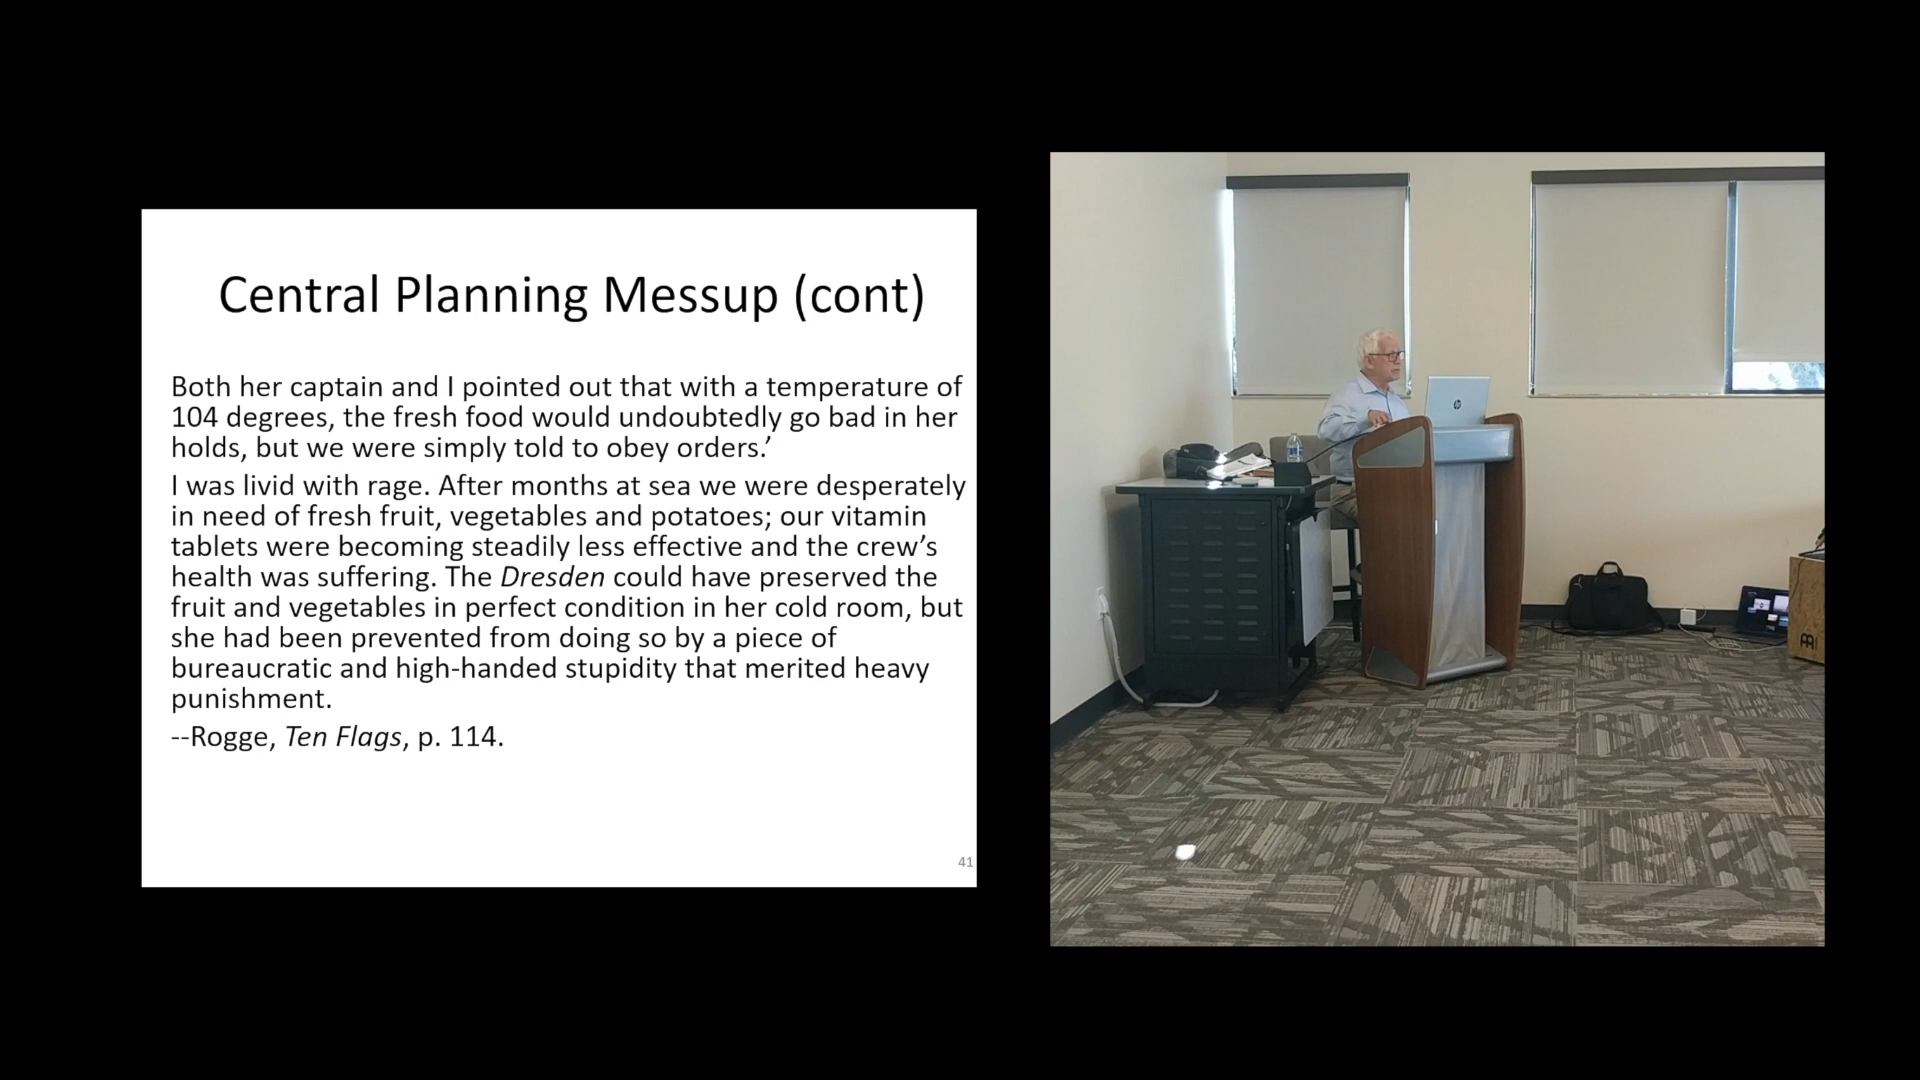 Central Planning Messup (cont)
Both her captain and I pointed out that with a temperature of
104 degrees, the fresh food would undoubtedly go bad in her
holds, but we were simply told to obey orders.’
I was livid with rage. After months at sea we were desperately
in need of fresh fruit, vegetables and potatoes; our vitamin
tablets were becoming steadily less effective and the crew’s
health was suffering. The Dresden could have preserved the
fruit and vegetables in perfect condition in her cold room, but
she had been prevented from doing so by a piece of
bureaucratic and high-handed stupidity that merited heavy
punishment.
--Rogge, Ten Flags, p. 114.
41
hp